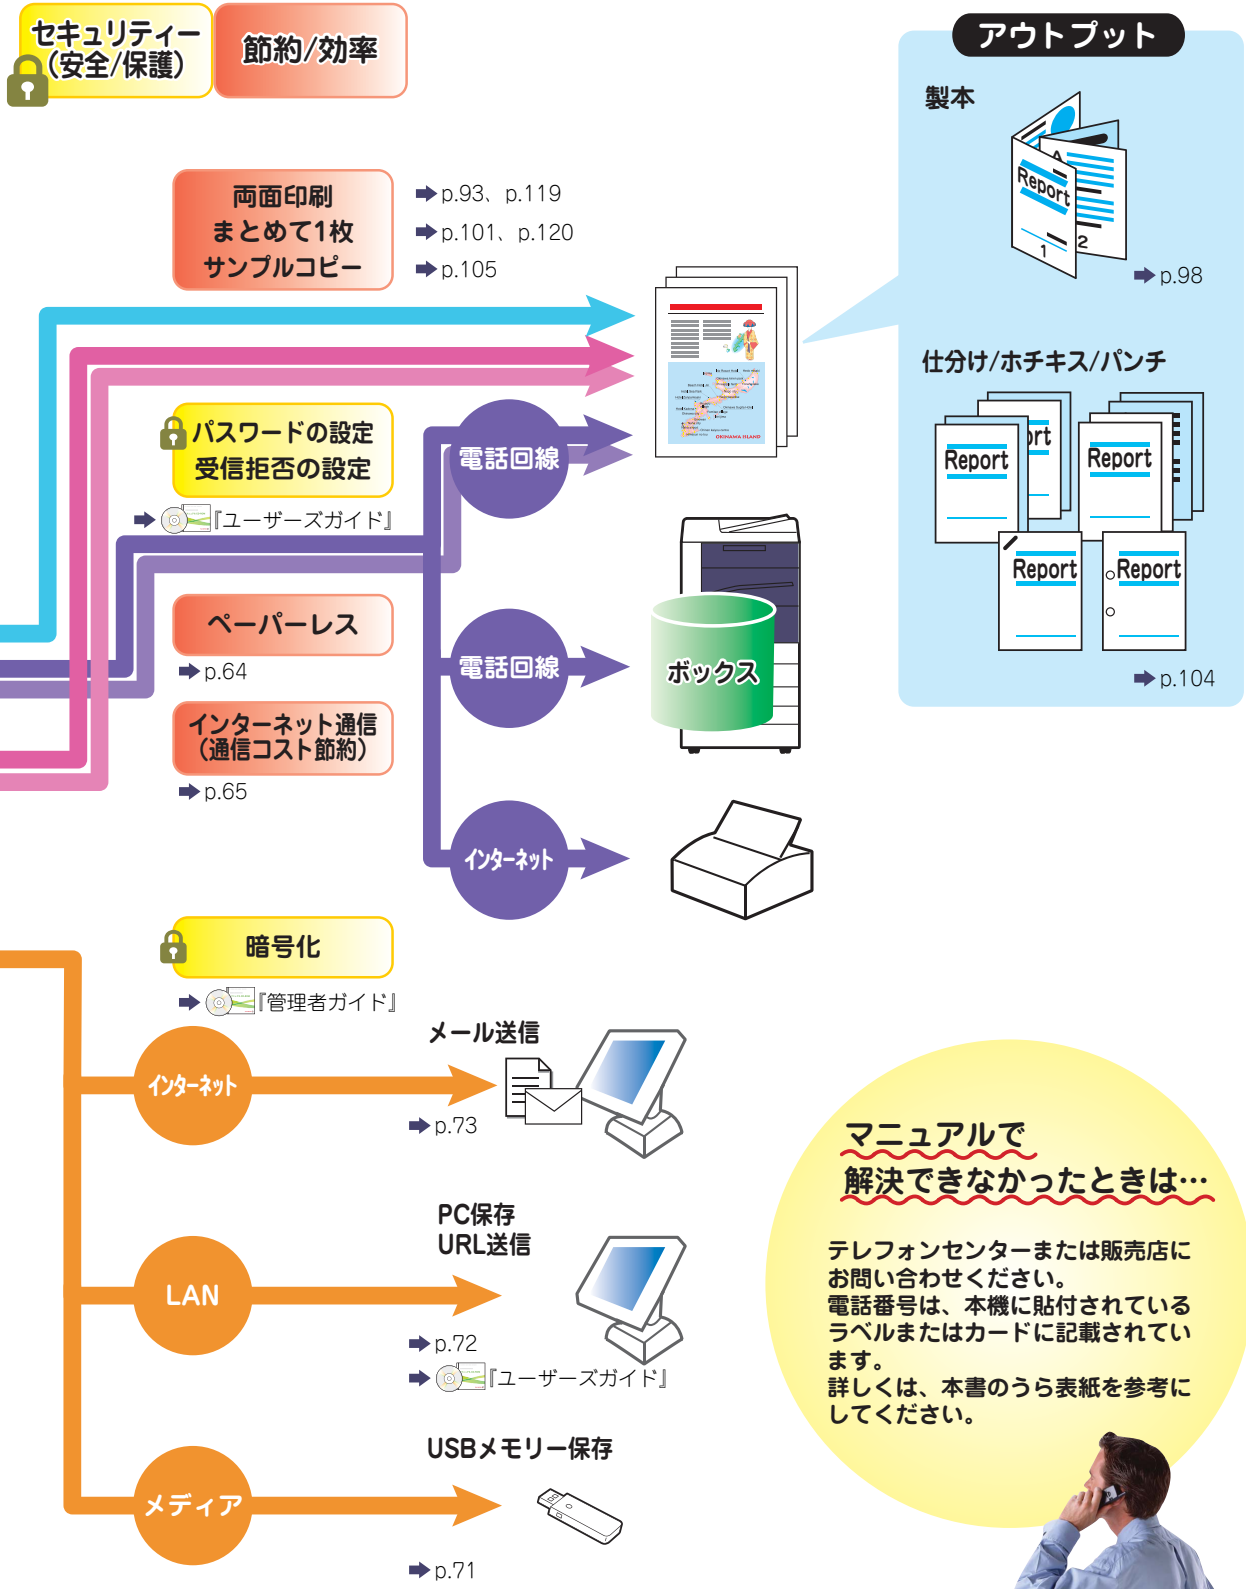 セキュリティー
（安全/保護）
節約/効率
アウトプット
製本
Report
1
2
➡ p.98
両面印刷
まとめて1枚
サンプルコピー
➡ p.93、p.119
➡ p.101、p.120
➡ p.105
OKINAWA ISLAND
仕分け/ホチキス/パンチ
Report
Report
Report
Report
➡ p.104
パスワードの設定
受信拒否の設定
➡『ユーザーズガイド』
電話回線
ペーパーレス
➡ p.64
電話回線
ボックス
インターネット通信
（通信コスト節約）
➡ p.65
インターネット
暗号化
➡『管理者ガイド』
メール送信
インターネット
➡ p.73
PC保存
URL送信
LAN
➡ p.72
➡『ユーザーズガイド』
USBメモリー保存
メディア
➡ p.71
マニュアルで
解決できなかったときは…
テレフォンセンターまたは販売店に
お問い合わせください。
電話番号は、本機に貼付されている
ラベルまたはカードに記載されてい
ます。
詳しくは、本書のうら表紙を参考に
してください。